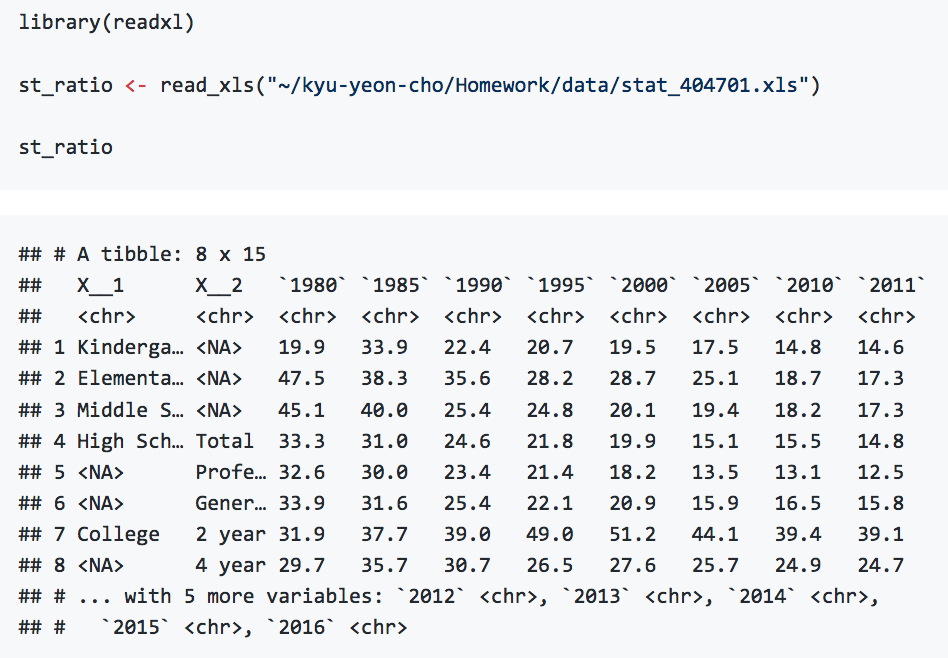 library(readxl)
st_ratio <- read_xls("~/kyu-yeon-cho/Homework/data/stat_404701.xls")
st_ratio
## # A tibble: 8 x 15
##   X__1      X__2   `1980` `1985` `1990` `1995` `2000` `2005` `2010` `2011`
##   <chr>     <chr>  <chr>  <chr>  <chr>  <chr>  <chr>  <chr>  <chr>  <chr>
## 1 Kinderga… <NA>   19.9   33.9   22.4   20.7   19.5   17.5   14.8   14.6
## 2 Elementa… <NA>   47.5   38.3   35.6   28.2   28.7   25.1   18.7   17.3
## 3 Middle S… <NA>   45.1   40.0   25.4   24.8   20.1   19.4   18.2   17.3
## 4 High Sch… Total  33.3   31.0   24.6   21.8   19.9   15.1   15.5   14.8
## 5 <NA>      Profe… 32.6   30.0   23.4   21.4   18.2   13.5   13.1   12.5
## 6 <NA>      Gener… 33.9   31.6   25.4   22.1   20.9   15.9   16.5   15.8
## 7 College   2 year 31.9   37.7   39.0   49.0   51.2   44.1   39.4   39.1
## 8 <NA>      4 year 29.7   35.7   30.7   26.5   27.6   25.7   24.9   24.7
## # ... with 5 more variables: `2012` <chr>, `2013` <chr>, `2014` <chr>,
## #   `2015` <chr>, `2016` <chr>